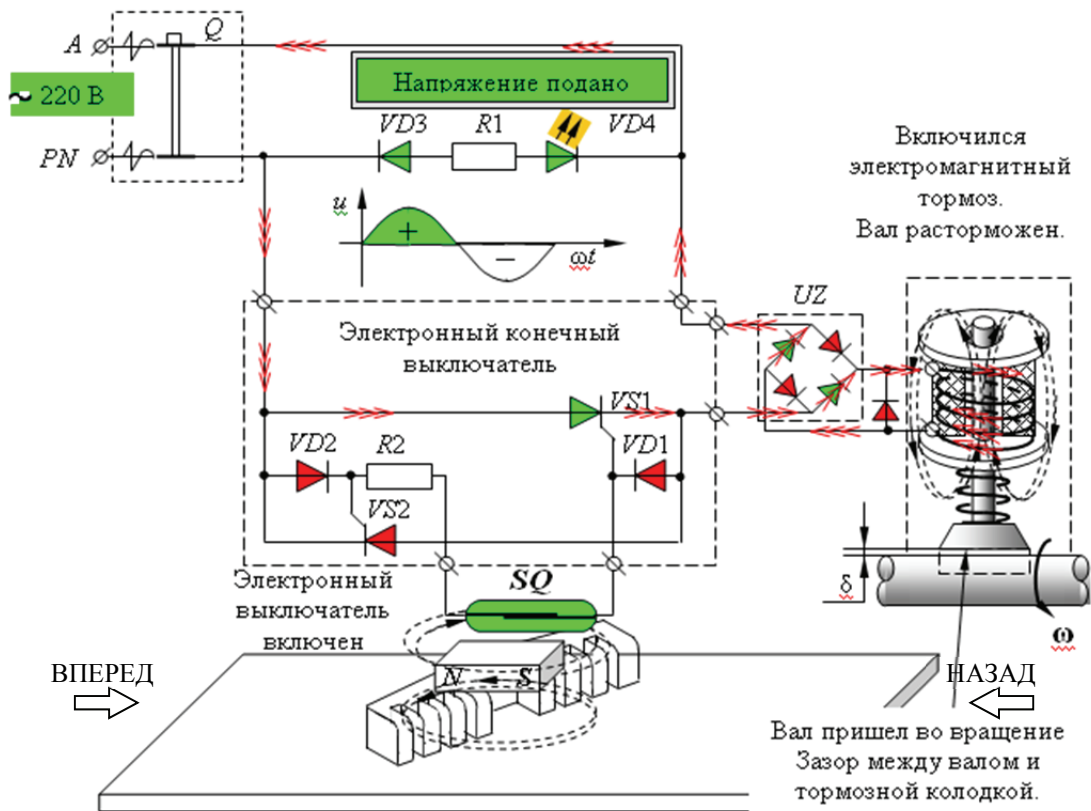 A
Q
Напряжение подано
~ 220 В
VD3
R1
VD4
PN
Включился
электромагнитный
тормоз.
Вал расторможен.
u
+
−
ωt
UZ
Электронный конечный
выключатель
VS1
VD2
R2
VD1
VS2
Электронный
выключатель
включен
SQ
δ
ω
ВПЕРЕД
N
S
НАЗАД
Вал пришел во вращение
Зазор между валом и
тормозной колодкой.